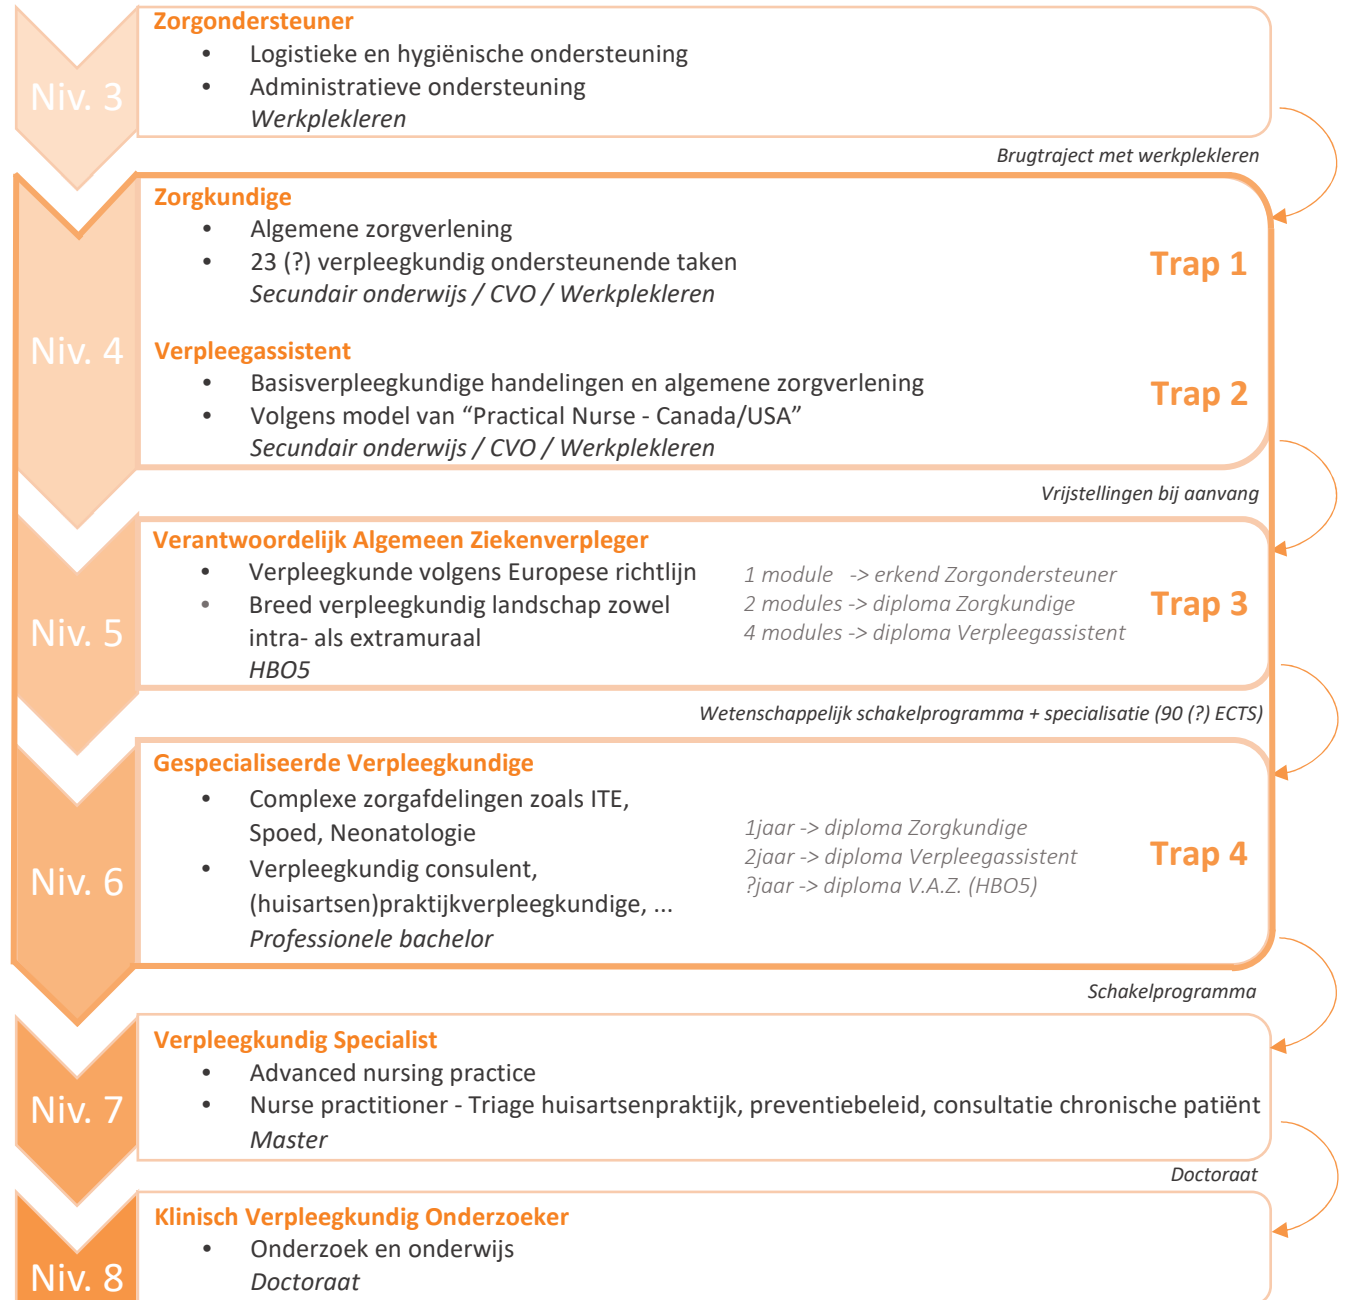 Niv. 3
Zorgondersteuner
• Logistieke en hygiënische ondersteuning
• Administratieve ondersteuning
Werkplekleren
Brugtraject met werkplekleren
Niv. 4
Zorgkundige
• Algemene zorgverlening
• 23 (?) verpleegkundig ondersteunende taken
Secundair onderwijs / CVO / Werkplekleren
Trap 1
Verpleegassistent
• Basisverpleegkundige handelingen en algemene zorgverlening
• Volgens model van “Practical Nurse - Canada/USA”
Secundair onderwijs / CVO / Werkplekleren
Trap 2
Vrijstellingen bij aanvang
Niv. 5
Verantwoordelijk Algemeen Ziekenverpleger
• Verpleegkunde volgens Europese richtlijn
• Breed verpleegkundig landschap zowel
intra- als extramuraal
HBO5
1 module -> erkend Zorgondersteuner
2 modules -> diploma Zorgkundige
4 modules -> diploma Verpleegassistent
Trap 3
Wetenschappelijk schakelprogramma + specialisatie (90 (?) ECTS)
Niv. 6
Gespecialiseerde Verpleegkundige
• Complexe zorgafdelingen zoals ITE,
Spoed, Neonatologie
• Verpleegkundig consulent,
(huisartsen)praktijkverpleegkundige, ...
Professionele bachelor
1jaar -> diploma Zorgkundige
2jaar -> diploma Verpleegassistent
?jaar -> diploma V.A.Z. (HBO5)
Trap 4
Schakelprogramma
Niv. 7
Verpleegkundig Specialist
• Advanced nursing practice
• Nurse practitioner - Triage huisartsenpraktijk, preventiebeleid, consultatie chronische patiënt
Master
Doctoraat
Niv. 8
Klinisch Verpleegkundig Onderzoeker
• Onderzoek en onderwijs
Doctoraat